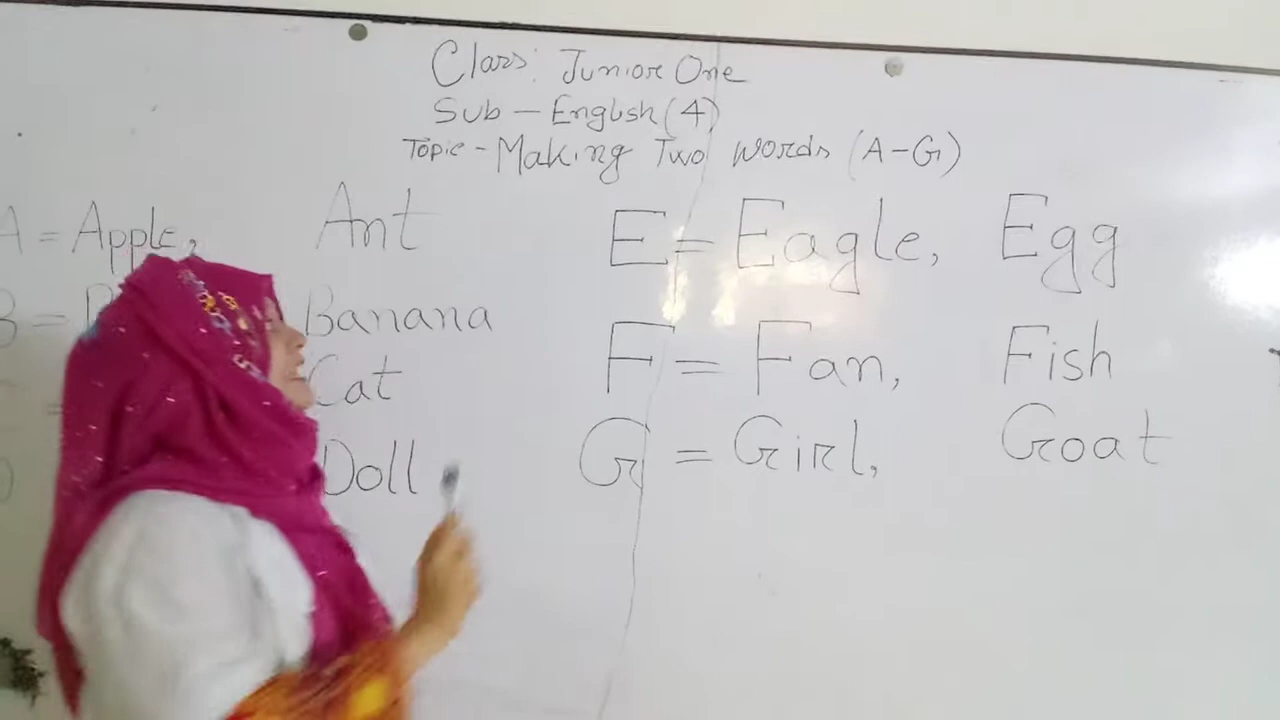 Class: Junior One
Sub - English (4)
Topic - Making Two words (A-G)
A = Apple, Ant
B = Banana
= Cat
Doll
E = Eagle, Egg
F = Fan, Fish
G = Girl, Goat